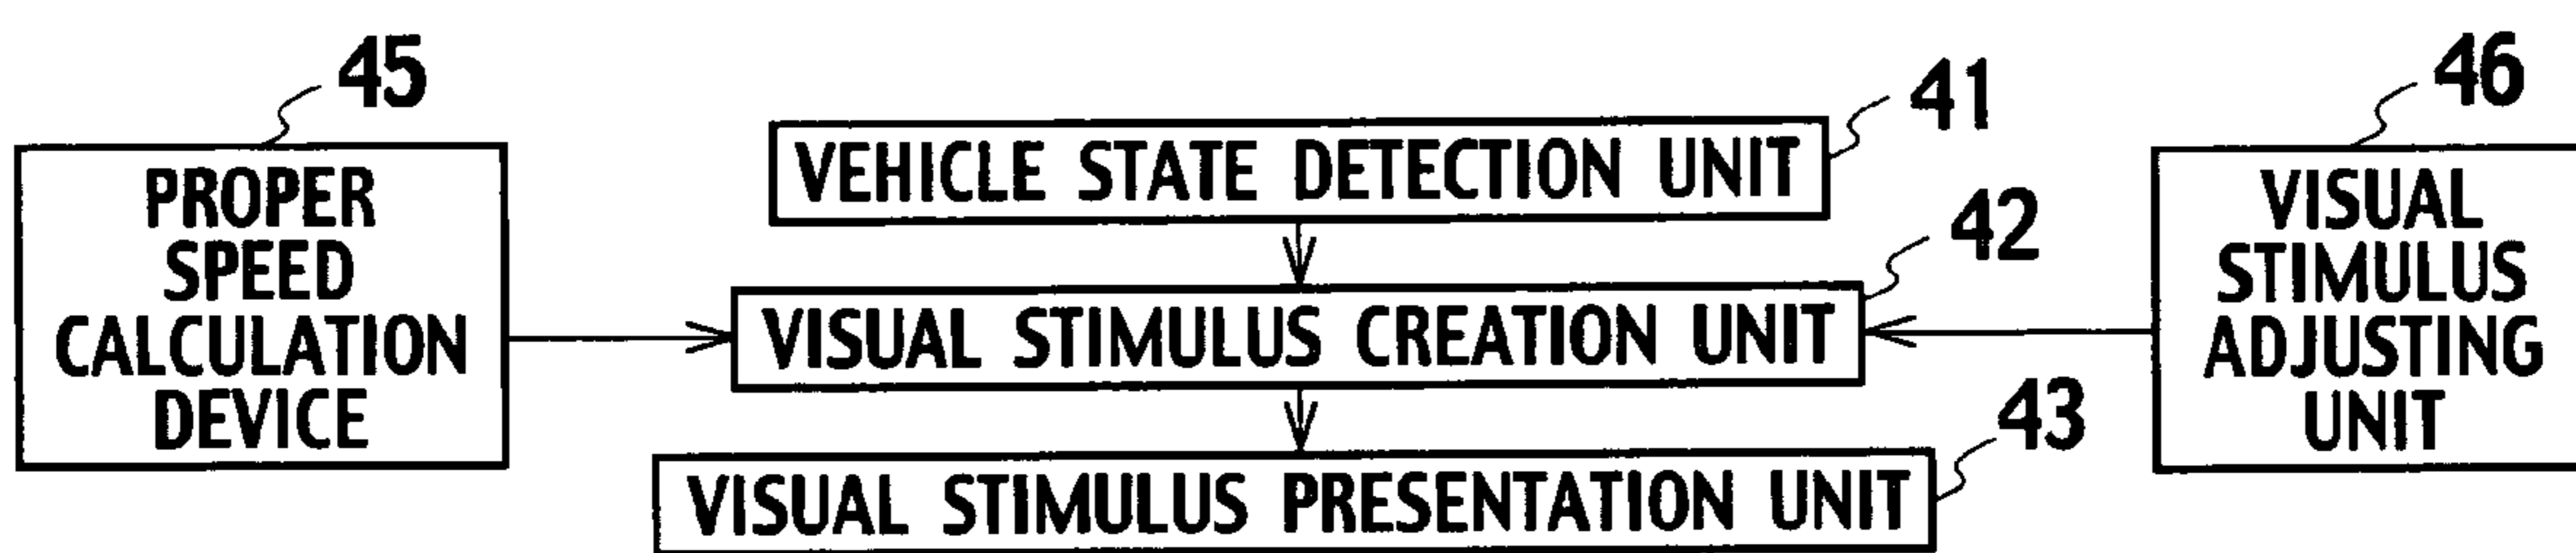 45
PROPER
SPEED
CALCULATION
DEVICE
41
VEHICLE STATE DETECTION UNIT
42
VISUAL STIMULUS CREATION UNIT
43
VISUAL STIMULUS PRESENTATION UNIT
46
VISUAL
STIMULUS
ADJUSTING
UNIT